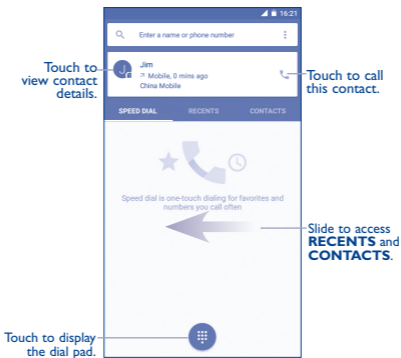 16:21
Enter a name or phone number
Touch to
view contact
details.
J
Jim
Mobile, 0 mins ago
China Mobile
Touch to call
this contact.
SPEED DIAL RECENTS CONTACTS
Speed dial is one-touch dialing for favorites and
numbers you call often
Slide to access
RECENTS and
CONTACTS.
Touch to display
the dial pad.